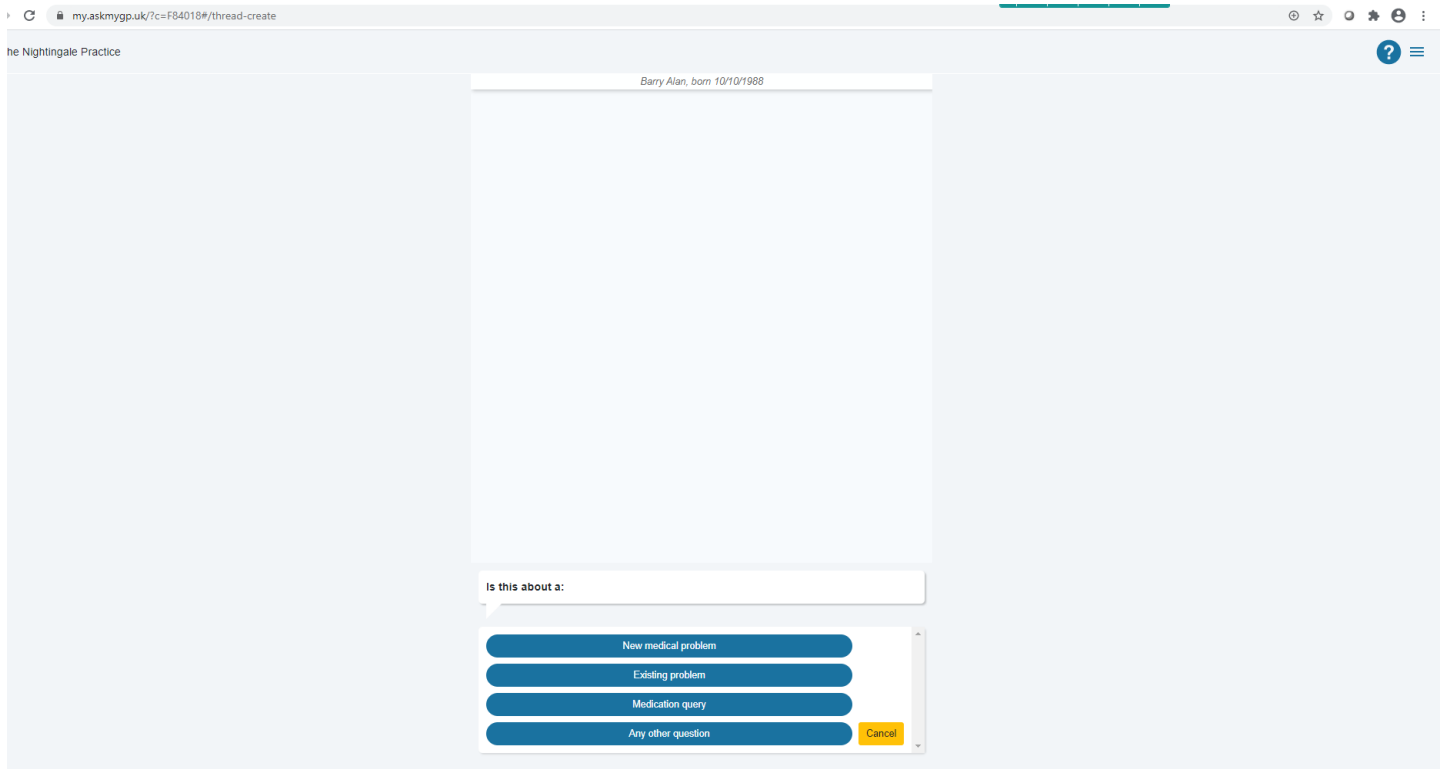 my.askmygp.uk/?c=F84018#/thread-create
he Nightingale Practice
?
Barry Alan, born 10/10/1988
Is this about a:
New medical problem
Existing problem
Medication query
Any other question
Cancel